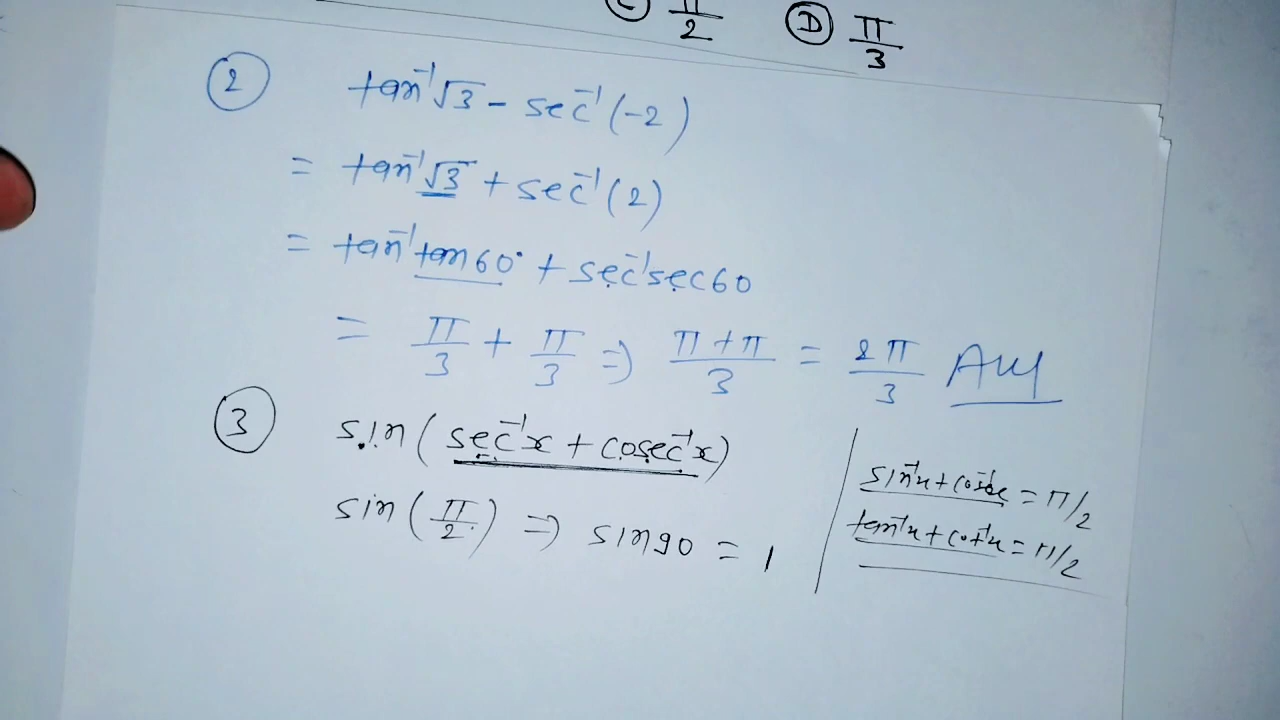 Ⓒ π/2 Ⓓ π/3
② tan⁻¹√3 - sec⁻¹(-2)
= tan⁻¹√3 + sec⁻¹(2)
= tan⁻¹tan60° + sec⁻¹sec60
= π/3 + π/3 ⇒ π+π/3 = 2π/3 Ans
③ sin(sec⁻¹x + cosec⁻¹x)
sin(π/2) ⇒ sin90 = 1
sin⁻¹x + cos⁻¹x = π/2
tan⁻¹x + cot⁻¹x = π/2